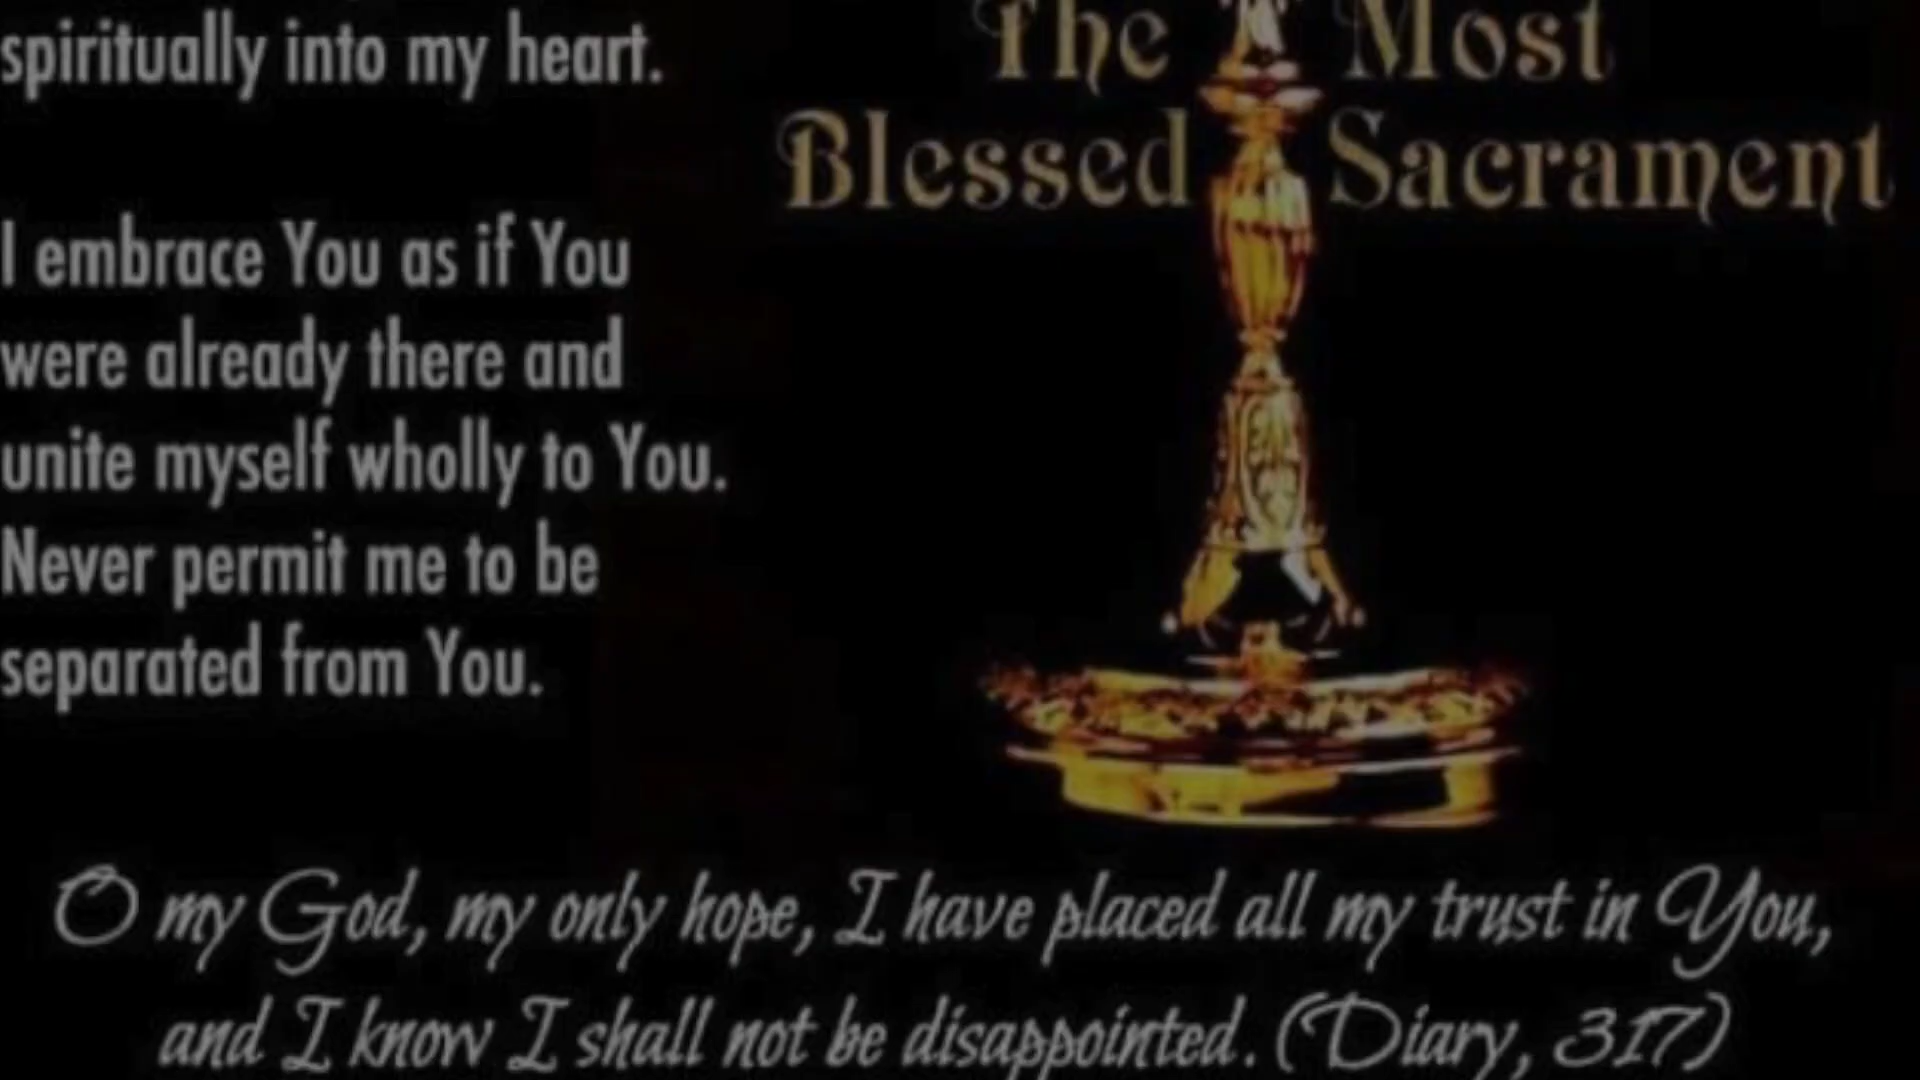 spiritually into my heart.
I embrace You as if You
were already there and
unite myself wholly to You.
Never permit me to be
separated from You.
The Most
Blessed Sacrament
O my God, my only hope, I have placed all my trust in You,
and I know I shall not be disappointed. (Diary, 317)